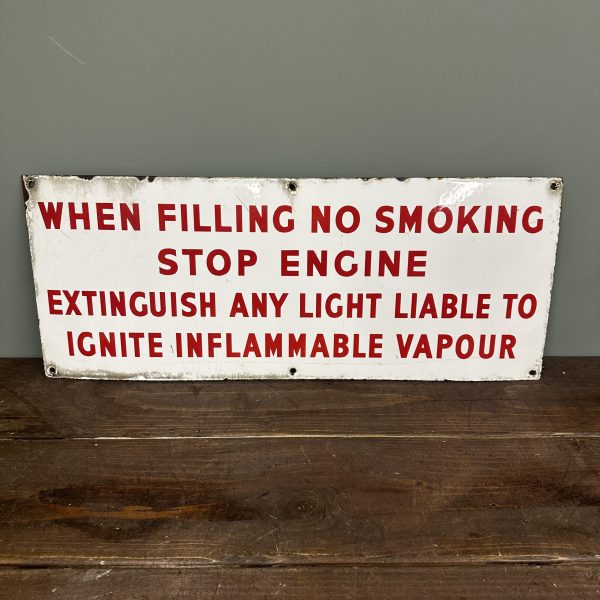 WHEN FILLING NO SMOKING
STOP ENGINE
EXTINGUISH ANY LIGHT LIABLE TO
IGNITE INFLAMMABLE VAPOUR